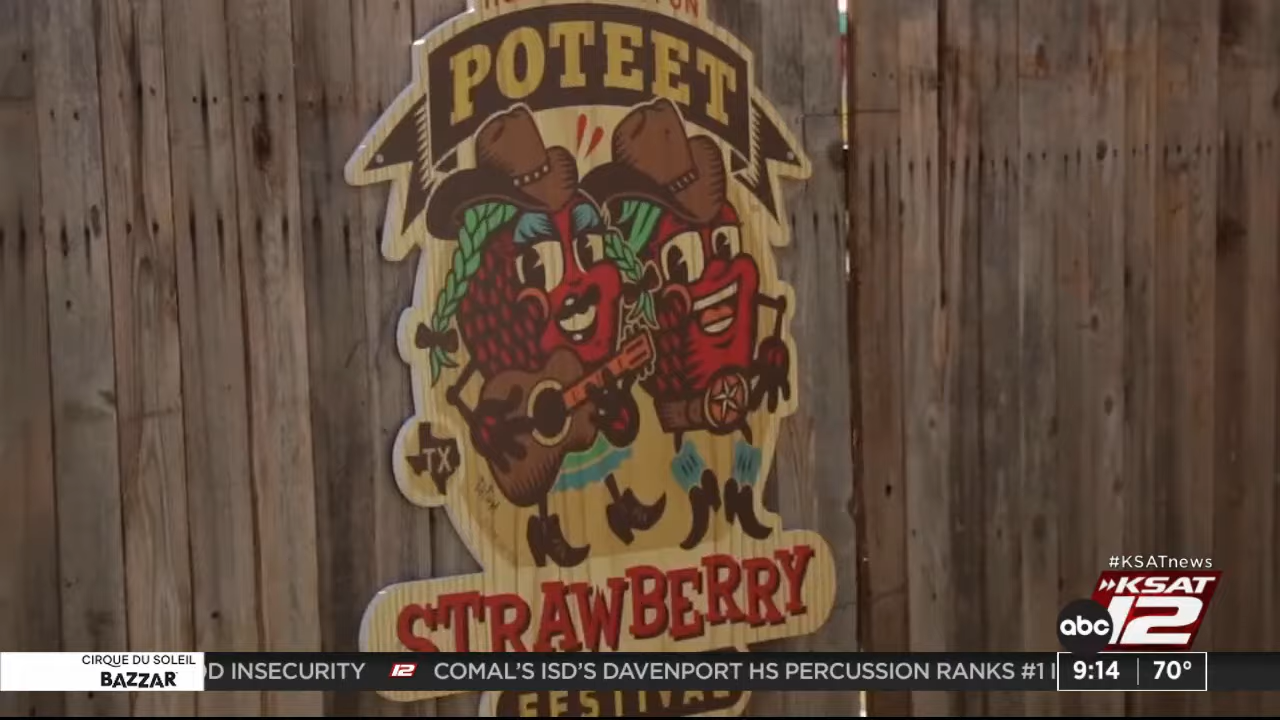 POTEET
TX
STRAWBERRY
FESTIVAL
#KSATnews
KSAT
abc 12
CIRQUE DU SOLEIL
BAZZAR
D INSECURITY 12 COMAL'S ISD'S DAVENPORT HS PERCUSSION RANKS #1
9:14 70°